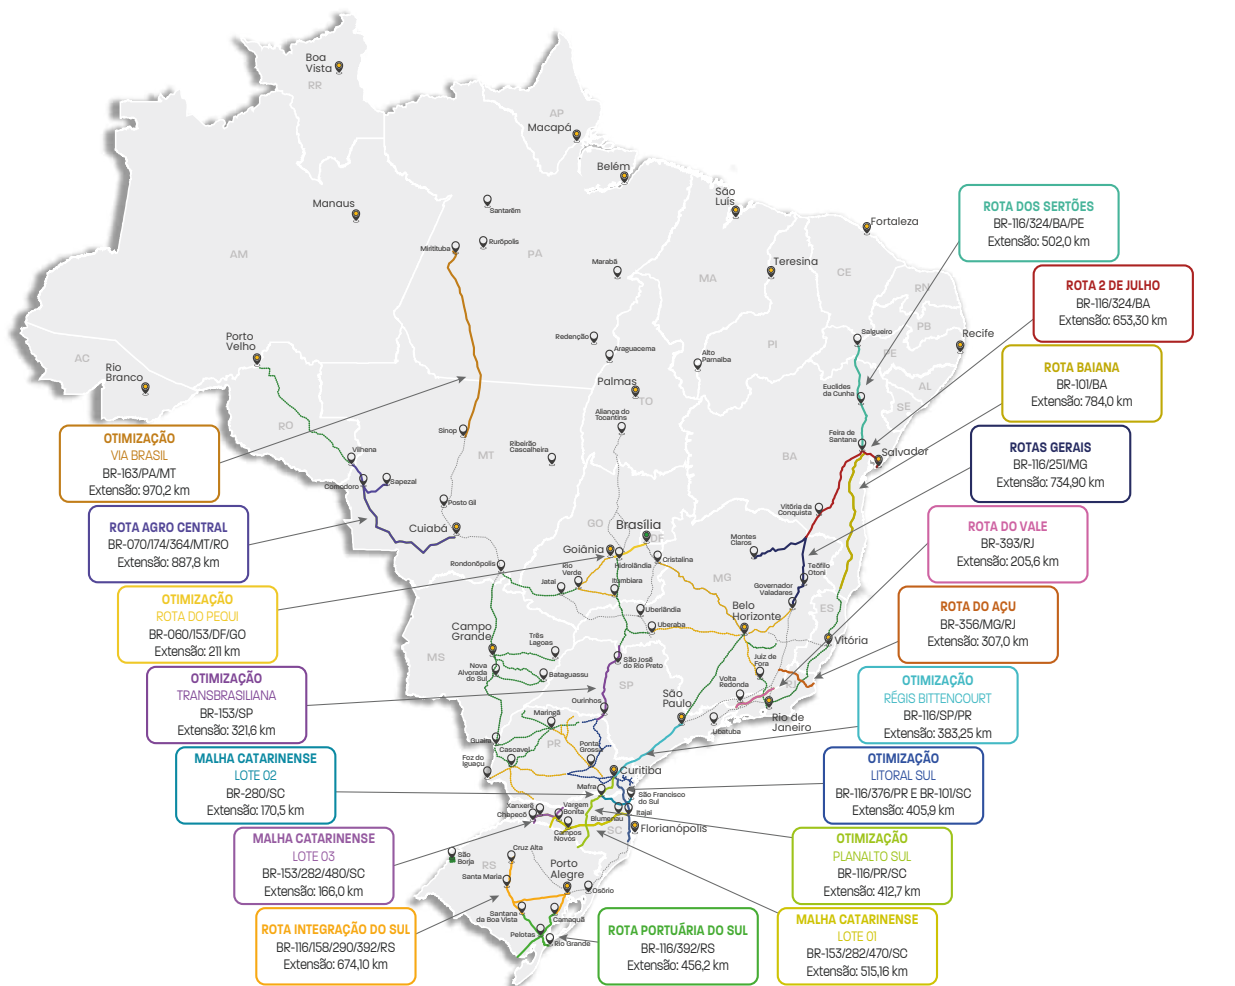 Boa
Vista
RR
AP
Macapá
Belém
Manaus
Santarém
São
Luís
Fortaleza
Miritituba
Rurópolis
AM
PA
Marabá
MA
Teresina
CE
RN
PB
PE
AL
SE
PI
Recife
Salgueiro
Porto
Velho
AC
Rio
Branco
Redenção
Araguacema
Alto
Parnaíba
Palmas
TO
Aliança do
Tocantins
Euclides
da Cunha
Feira de
Santana
Salvador
BA
RO
Sinop
MT
Ribeirão
Cascalheira
Vilhena
Comodoro
Sapezal
Posto Gil
Cuiabá
Vitória da
Conquista
GO
Brasília
DF
Goiânia
Hidrolândia
Cristalina
Montes
Claros
MG
Teófilo
Otoni
Governador
Valadares
Rondonópolis
Jataí
Rio
Verde
Itumbiara
Uberlândia
Uberaba
Belo
Horizonte
ES
Vitória
Campo
Grande
MS
Três
Lagoas
Nova
Alvorada
do Sul
Bataguassu
São José
do Rio Preto
SP
Juiz de
Fora
Volta
Redonda
RJ
Rio de
Janeiro
Ourinhos
São
Paulo
Ubatuba
Maringá
Guaíra
Cascavel
PR
Ponta
Grossa
Foz do
Iguaçu
Curitiba
Mafra
São Francisco
do Sul
Itajaí
Blumenau
Xanxerê
Chapecó
Vargem
Bonita
Campos
Novos
SC
Florianópolis
São
Borja
RS
Cruz Alta
Santa Maria
Porto
Alegre
Osório
Santana
da Boa Vista
Camaquã
Pelotas
Rio Grande
ROTA DOS SERTÕES
BR-116/324/BA/PE
Extensão: 502,0 km
ROTA 2 DE JULHO
BR-116/324/BA
Extensão: 653,30 km
ROTA BAIANA
BR-101/BA
Extensão: 784,0 km
ROTAS GERAIS
BR-116/251/MG
Extensão: 734,90 km
ROTA DO VALE
BR-393/RJ
Extensão: 205,6 km
ROTA DO AÇU
BR-356/MG/RJ
Extensão: 307,0 km
OTIMIZAÇÃO
RÉGIS BITTENCOURT
BR-116/SP/PR
Extensão: 383,25 km
OTIMIZAÇÃO
LITORAL SUL
BR-116/376/PR E BR-101/SC
Extensão: 405,9 km
OTIMIZAÇÃO
PLANALTO SUL
BR-116/PR/SC
Extensão: 412,7 km
MALHA CATARINENSE
LOTE 01
BR-153/282/470/SC
Extensão: 515,16 km
OTIMIZAÇÃO
VIA BRASIL
BR-163/PA/MT
Extensão: 970,2 km
ROTA AGRO CENTRAL
BR-070/174/364/MT/RO
Extensão: 887,8 km
OTIMIZAÇÃO
ROTA DO PEQUI
BR-060/153/DF/GO
Extensão: 211 km
OTIMIZAÇÃO
TRANSBRASILIANA
BR-153/SP
Extensão: 321,6 km
MALHA CATARINENSE
LOTE 02
BR-280/SC
Extensão: 170,5 km
MALHA CATARINENSE
LOTE 03
BR-153/282/480/SC
Extensão: 166,0 km
ROTA INTEGRAÇÃO DO SUL
BR-116/158/290/392/RS
Extensão: 674,10 km
ROTA PORTUÁRIA DO SUL
BR-116/392/RS
Extensão: 456,2 km